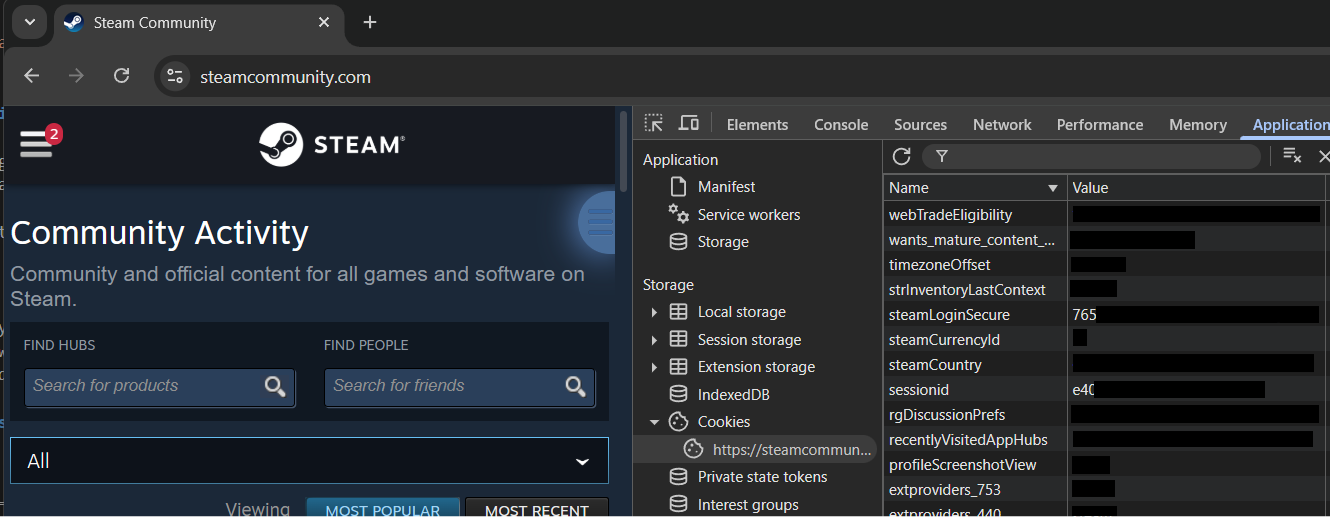 Steam Community
steamcommunity.com
2
STEAM®
Community Activity
Community and official content for all games and software on
Steam.
FIND HUBS
FIND PEOPLE
Search for products
Search for friends
All
Viewing
MOST POPULAR
MOST RECENT
Elements
Console
Sources
Network
Performance
Memory
Application
Application
Manifest
Service workers
Storage
Storage
Local storage
Session storage
Extension storage
IndexedDB
Cookies
https://steamcommun...
Private state tokens
Interest groups
Name Value
webTradeEligibility
wants_mature_content_...
timezoneOffset
strInventoryLastContext
steamLoginSecure 765
steamCurrencyId
steamCountry
sessionid e40
rgDiscussionPrefs
recentlyVisitedAppHubs
profileScreenshotView
extproviders_753
extproviders_440